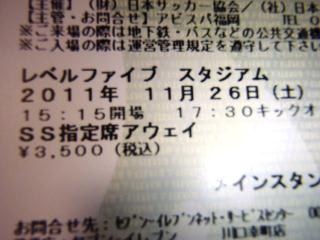 【主催】(財)日本サッカー協会/(社)日本
【主管・お問合せ】アビスパ福岡 TEL 0
※ご来場の際は地下鉄・バスなどの公共交通機
※ご入場の際は運営管理規定を遵守して下さ
レベルファイブ スタジアム
2011年 11月26日(土)
15:15開場 17:30キックオ
SS指定席アウェイ
¥3,500(税込)
メインスタン
お問合せ先:セブン-イレブンネット・サービスセンター 00
川口幸町店